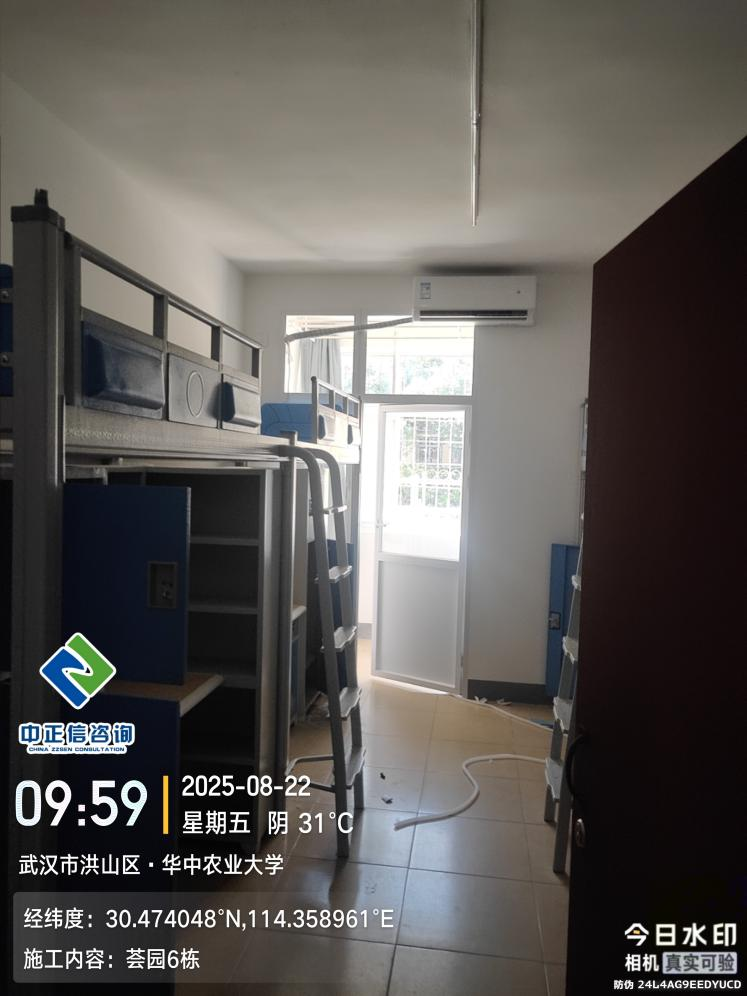 中正信咨询
CHINA ZZSEN CONSULTATION
09:59
2025-08-22
星期五 阴 31℃
武汉市洪山区·华中农业大学
经纬度：30.474048°N,114.358961°E
施工内容：荟园6栋
今日水印
相机 真实可验
防伪 24L4AG9EEDYUCD